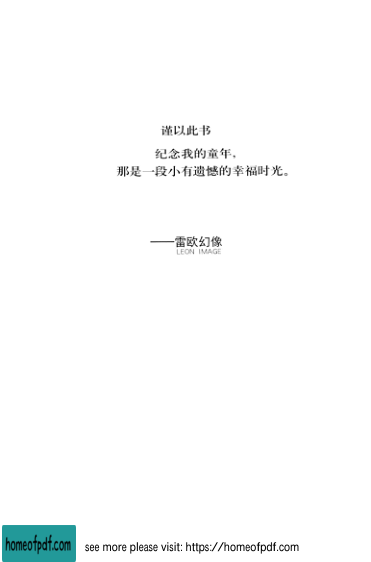 谨以此书
纪念我的童年，
那是一段小有遗憾的幸福时光。
——雷欧幻像
LEON IMAGE
homeofpdf.com
see more please visit: https://homeofpdf.com